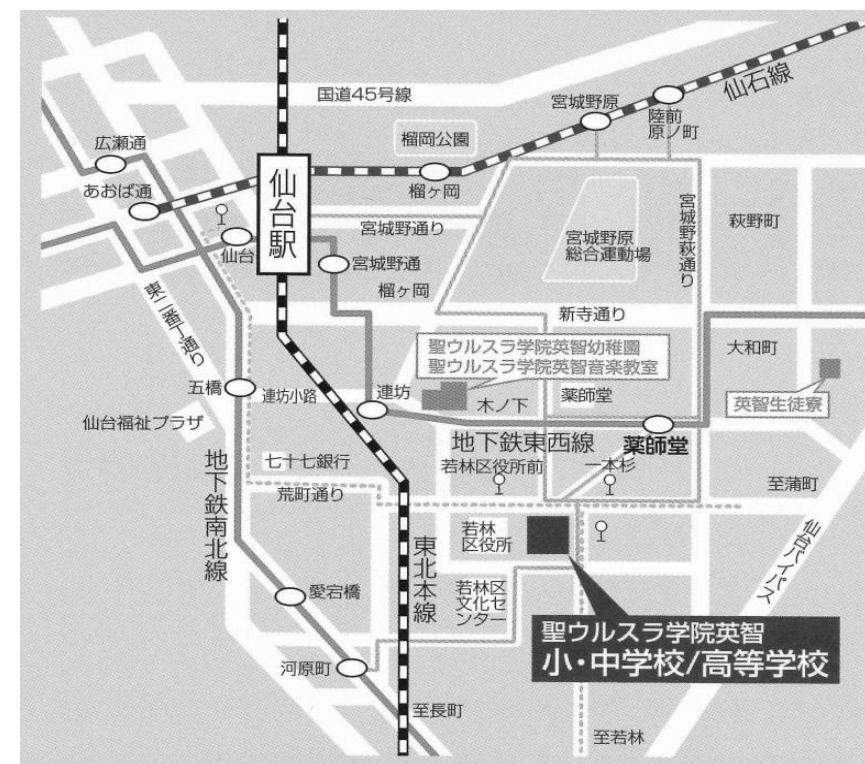 国道45号線
宮城野原
陸前
原ノ町
仙石線
広瀬通
榴岡公園
あおば通
仙台駅
榴ヶ岡
宮城野萩通り
萩野町
仙台
宮城野通り
宮城野原
総合運動場
宮城野通
榴ヶ岡
東二番丁通り
新寺通り
大和町
聖ウルスラ学院英智幼稚園
聖ウルスラ学院英智音楽教室
五橋
連坊小路
連坊
木ノ下
薬師堂
英智生徒寮
仙台福祉プラザ
地下鉄東西線
薬師堂
七十七銀行
若林区役所前
一本杉
地下鉄南北線
荒町通り
至蒲町
若林
区役所
仙台バイパス
東北本線
愛宕橋
若林区
文化セ
ンター
聖ウルスラ学院英智
小・中学校/高等学校
河原町
至長町
至若林